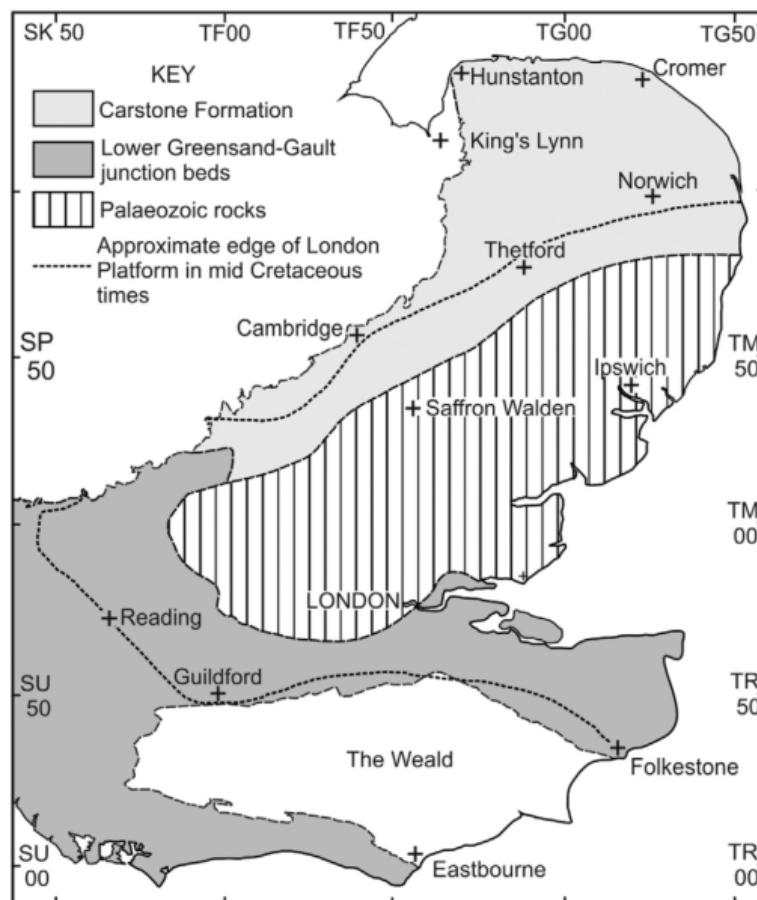 SK 50 TF00 TF50 TG00 TG50
KEY
Carstone Formation
Lower Greensand-Gault
junction beds
Palaeozoic rocks
Approximate edge of London
Platform in mid Cretaceous
times
Hunstanton
Cromer
King's Lynn
Norwich
Thetford
Cambridge
SP
50
TM
50
Ipswich
Saffron Walden
TM
00
LONDON
Reading
Guildford
SU
50
TR
50
The Weald
Folkestone
Eastbourne
SU
00
TR
00